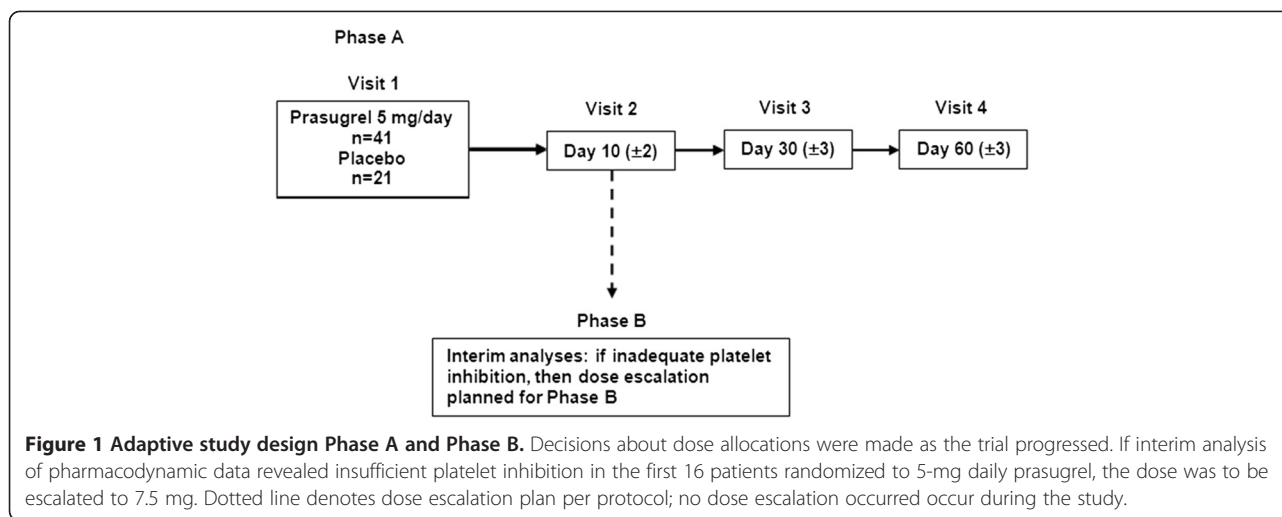 Phase A
Visit 1
Prasugrel 5 mg/day
n=41
Placebo
n=21
Visit 2
Day 10 (±2)
Visit 3
Day 30 (±3)
Visit 4
Day 60 (±3)
Phase B
Interim analyses: if inadequate platelet
inhibition, then dose escalation
planned for Phase B
Figure 1 Adaptive study design Phase A and Phase B. Decisions about dose allocations were made as the trial progressed. If interim analysis
of pharmacodynamic data revealed insufficient platelet inhibition in the first 16 patients randomized to 5-mg daily prasugrel, the dose was to be
escalated to 7.5 mg. Dotted line denotes dose escalation plan per protocol; no dose escalation occurred occur during the study.